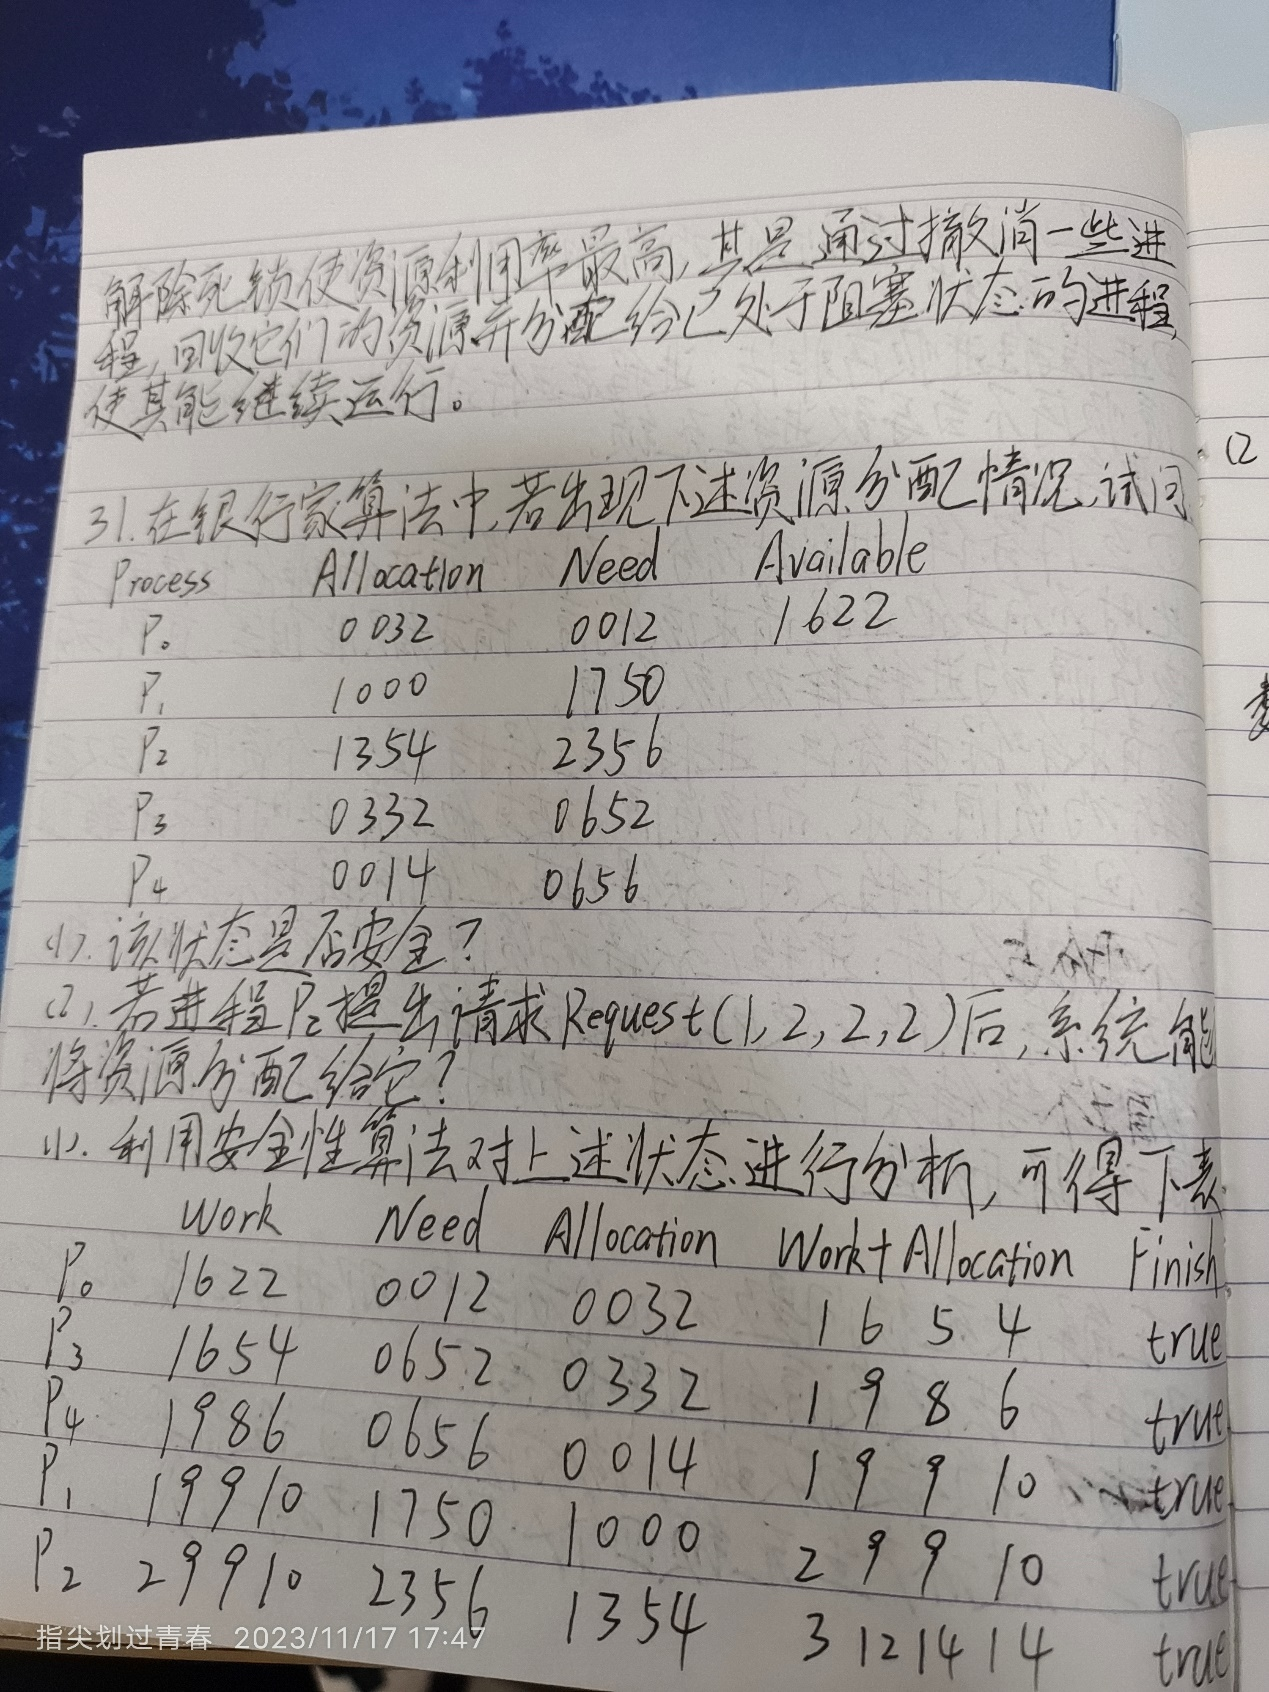 解除死锁使资源利用率最高,其是通过撤消一些进
程,回收它们的资源并分配给已处于阻塞状态的进程,
使其能继续运行。
31.在银行家算法中,若出现下述资源分配情况,试问
Process Allocation Need Available
P0 0032 0012 1622
P1 1000 1750
P2 1354 2356
P3 0332 0652
P4 0014 0656
(1).该状态是否安全?
(2).若进程P2提出请求Request(1,2,2,2)后,系统能
将资源分配给它?
(1).利用安全性算法对上述状态进行分析,可得下表
Work Need Allocation Work+Allocation Finish
P0 1622 0012 0032 1 6 5 4 true
P3 1654 0652 0332 1 9 8 6 true
P4 1986 0656 0014 1 9 9 10 true
P1 19910 1750 1000 2 9 9 10 true
P2 29910 2356 1354 3 12 14 14 true
指尖划过青春 2023/11/17 17:47